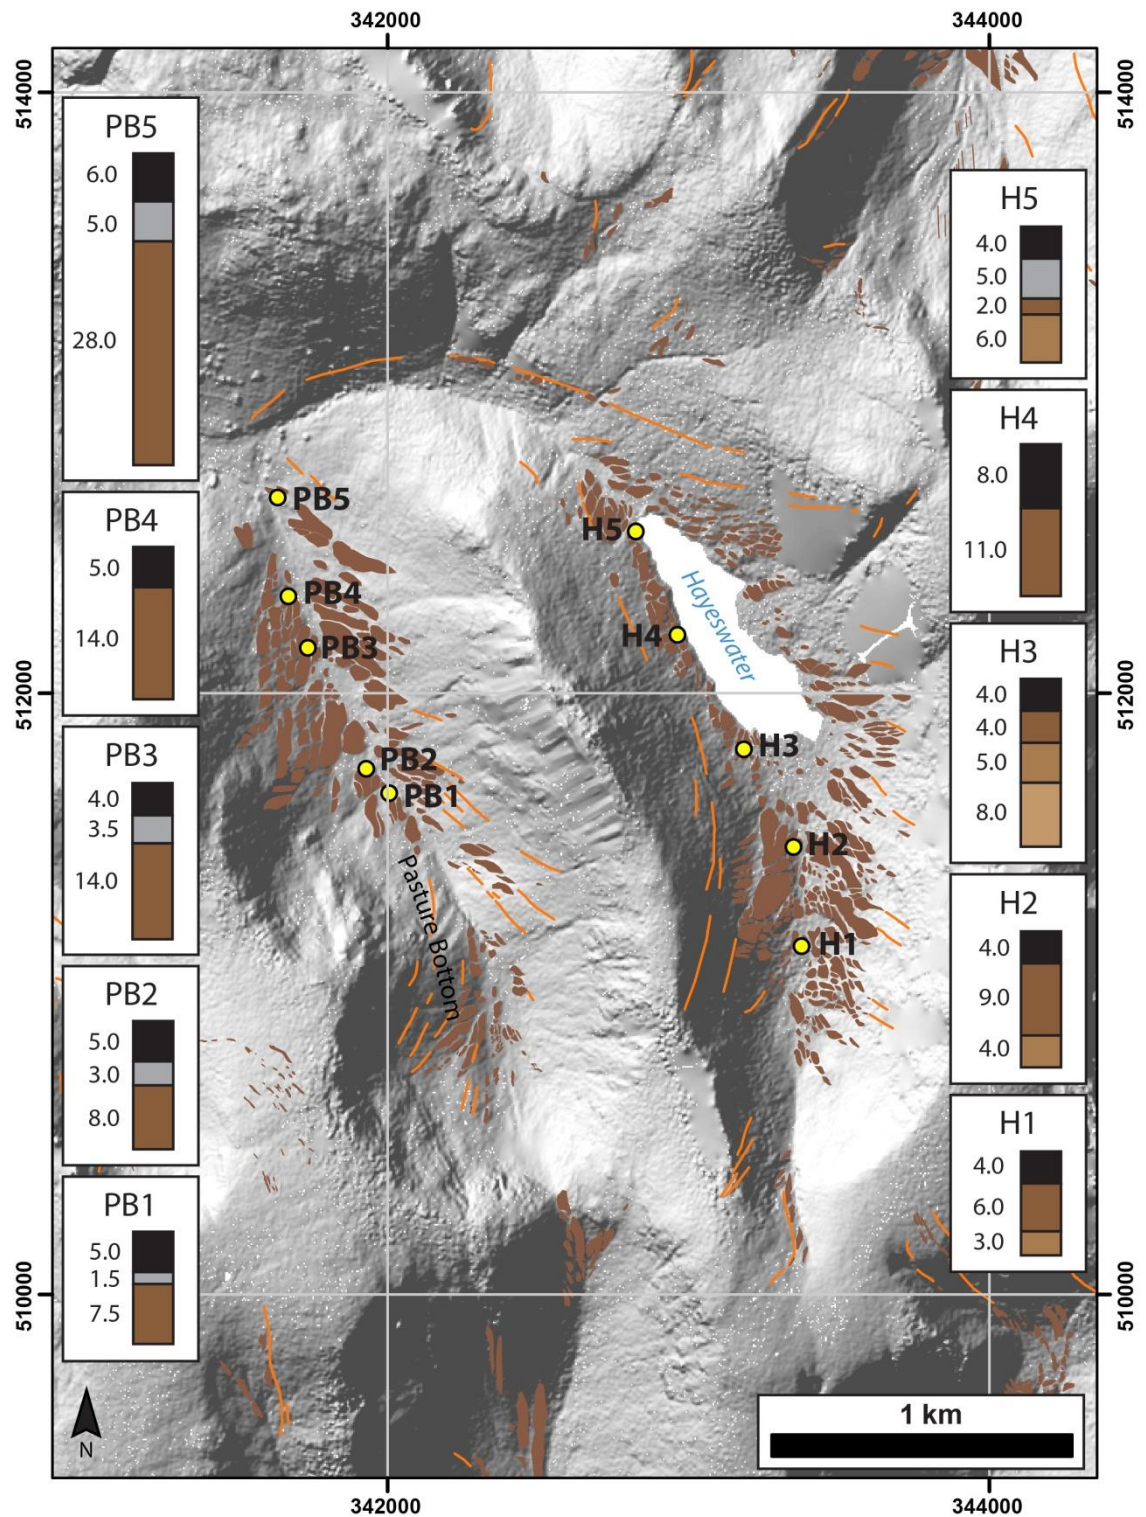 342000
344000
514000
514000
PB5
6.0
5.0
28.0
PB4
5.0
14.0
PB3
4.0
3.5
14.0
PB2
5.0
3.0
8.0
PB1
5.0
1.5
7.5
H5
4.0
5.0
2.0
6.0
H4
8.0
11.0
H3
4.0
4.0
5.0
8.0
H2
4.0
9.0
4.0
H1
4.0
6.0
3.0
PB5
H5
PB4
H4
PB3
Hayeswater
512000
512000
H3
PB2
PB1
H2
Pasture Bottom
H1
510000
510000
N
1 km
342000
344000